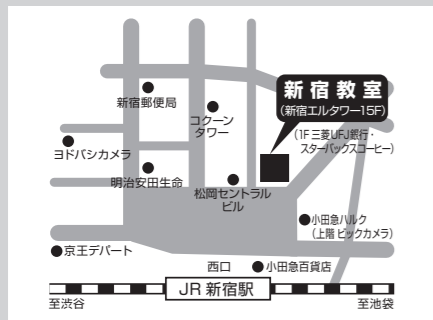 新宿教室
(新宿エルタワー15F)
(1F 三菱UFJ銀行・
スターバックスコーヒー)
新宿郵便局
コクーン
タワー
ヨドバシカメラ
明治安田生命
松岡セントラル
ビル
小田急ハルク
(上階 ビックカメラ)
京王デパート
西口
小田急百貨店
JR 新宿駅
至渋谷
至池袋